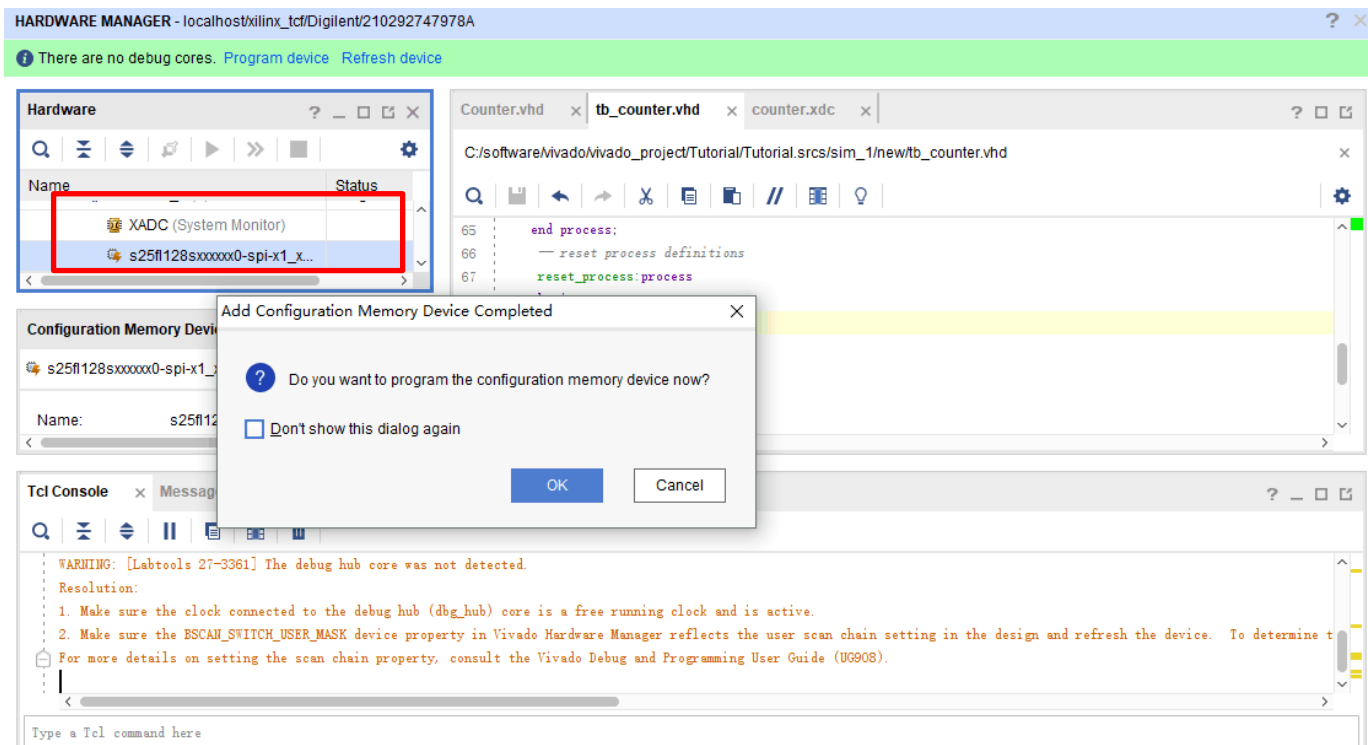 HARDWARE MANAGER - localhost/xilinx_tcf/Digilent/210292747978A
There are no debug cores. Program device Refresh device
Hardware
Name Status
XADC (System Monitor)
s25fl128sxxxxxx0-spi-x1_x...
Counter.vhd tb_counter.vhd counter.xdc
C:/software/vivado/vivado_project/Tutorial/Tutorial.srcs/sim_1/new/tb_counter.vhd
65 end process;
66 -- reset process definitions
67 reset_process:process
Configuration Memory Devi
s25fl128sxxxxxx0-spi-x1_
Name: s25fl12
Add Configuration Memory Device Completed
Do you want to program the configuration memory device now?
Don't show this dialog again
OK Cancel
Tcl Console Messag
WARNING: [Labtools 27-3361] The debug hub core was not detected.
Resolution:
1. Make sure the clock connected to the debug hub (dbg_hub) core is a free running clock and is active.
2. Make sure the BSCAN_SWITCH_USER_MASK device property in Vivado Hardware Manager reflects the user scan chain setting in the design and refresh the device. To determine t
For more details on setting the scan chain property, consult the Vivado Debug and Programming User Guide (UG908).
Type a Tcl command here